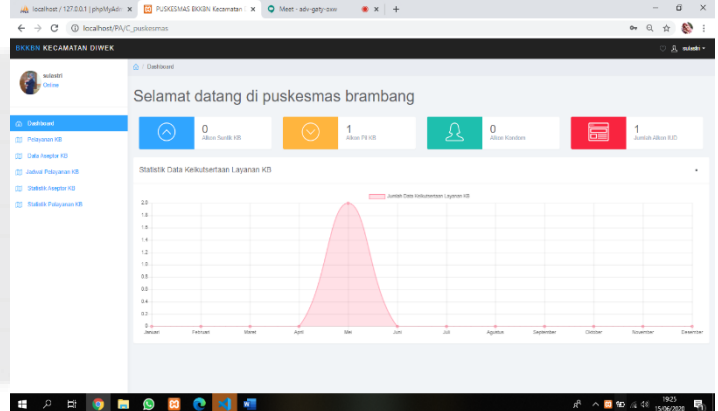 localhost / 127.0.0.1 | phpMyAdm
PUSKESMAS BKKBN Kecamatan
Meet - adv-gety-oxw
localhost/PA/C_puskesmas
BKKBN KECAMATAN DIWEK
sulastri
sulastri
Online
Dashboard
Selamat datang di puskesmas brambang
Dashboard
Pelayanan KB
Data Aseptor KB
Jadwal Pelayanan KB
Statistik Aseptor KB
Statistik Pelayanan KB
0
Alkon Suntik KB
1
Alkon Pil KB
0
Alkon Kondom
1
Jumlah Alkon IUD
Statistik Data Keikutsertaan Layanan KB
Jumlah Data Keikutsertaan Layanan KB
2.0
1.8
1.6
1.4
1.2
1.0
0.8
0.6
0.4
0.2
0
Januari Februari Maret April Mei Juni Juli Agustus September Oktober November Desember
19:25
15/06/2020